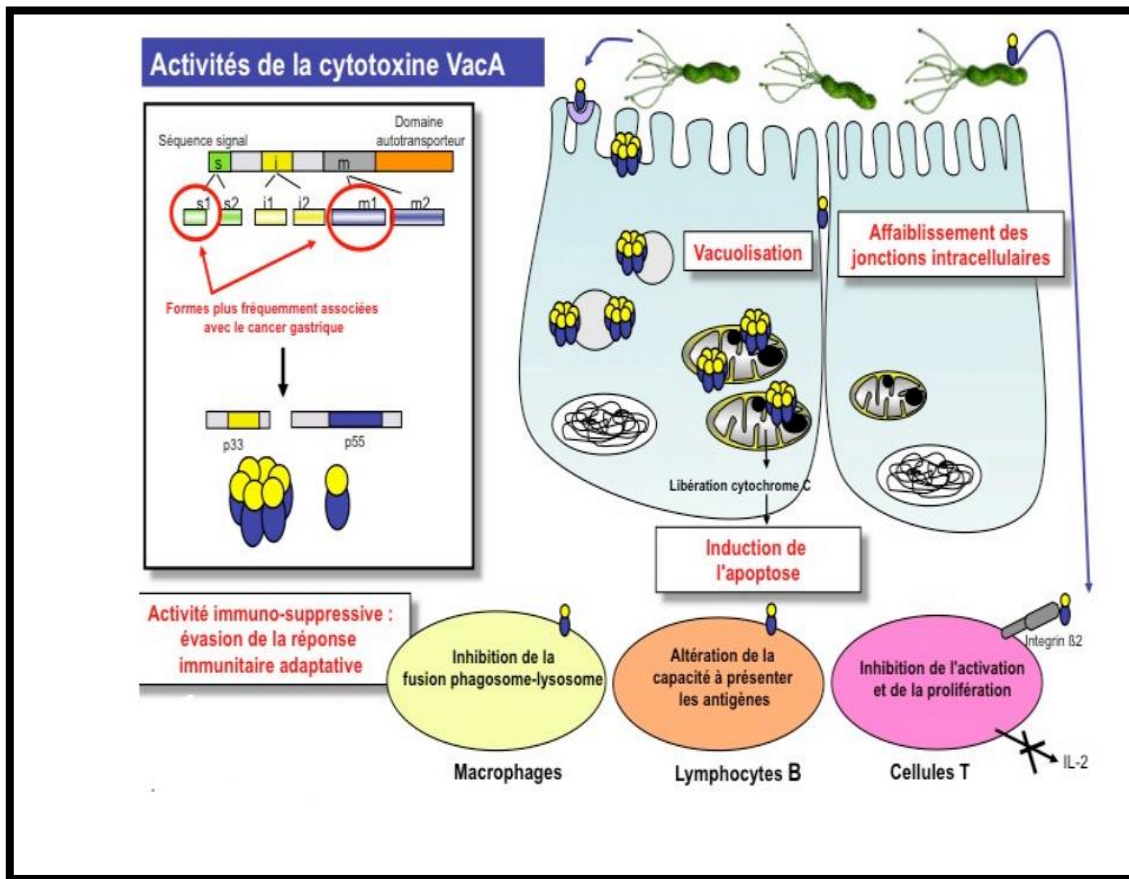 Activités de la cytotoxine VacA
Séquence signal
Domaine
autotransporteur
s
i
m
s1
s2
i1
i2
m1
m2
Formes plus fréquemment associées
avec le cancer gastrique
p33
p55
Vacuolisation
Affaiblissement des
jonctions intracellulaires
Libération cytochrome C
Induction de
l'apoptose
Activité immuno-suppressive :
évasion de la réponse
immunitaire adaptative
Inhibition de la
fusion phagosome-lysosome
Macrophages
Altération de la
capacité à présenter
les antigènes
Lymphocytes B
Integrin ß2
Inhibition de l'activation
et de la prolifération
Cellules T
IL-2